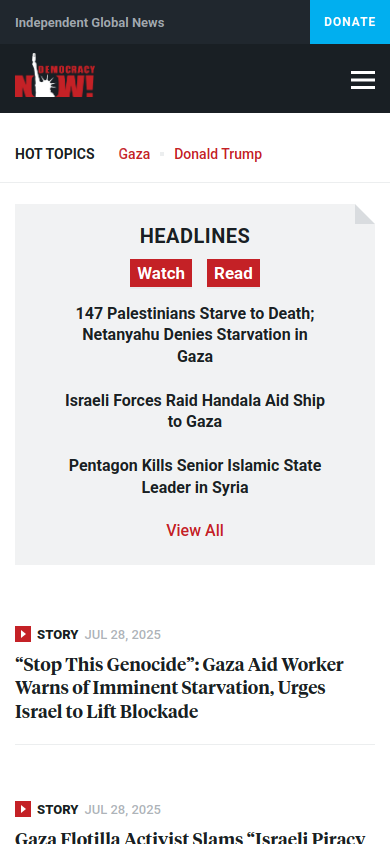 Independent Global News
DONATE
DEMOCRACY
NOW!
HOT TOPICS
Gaza
Donald Trump
HEADLINES
Watch
Read
147 Palestinians Starve to Death;
Netanyahu Denies Starvation in
Gaza
Israeli Forces Raid Handala Aid Ship
to Gaza
Pentagon Kills Senior Islamic State
Leader in Syria
View All
STORY JUL 28, 2025
“Stop This Genocide”: Gaza Aid Worker
Warns of Imminent Starvation, Urges
Israel to Lift Blockade
STORY JUL 28, 2025
Gaza Flotilla Activist Slams “Israeli Piracy